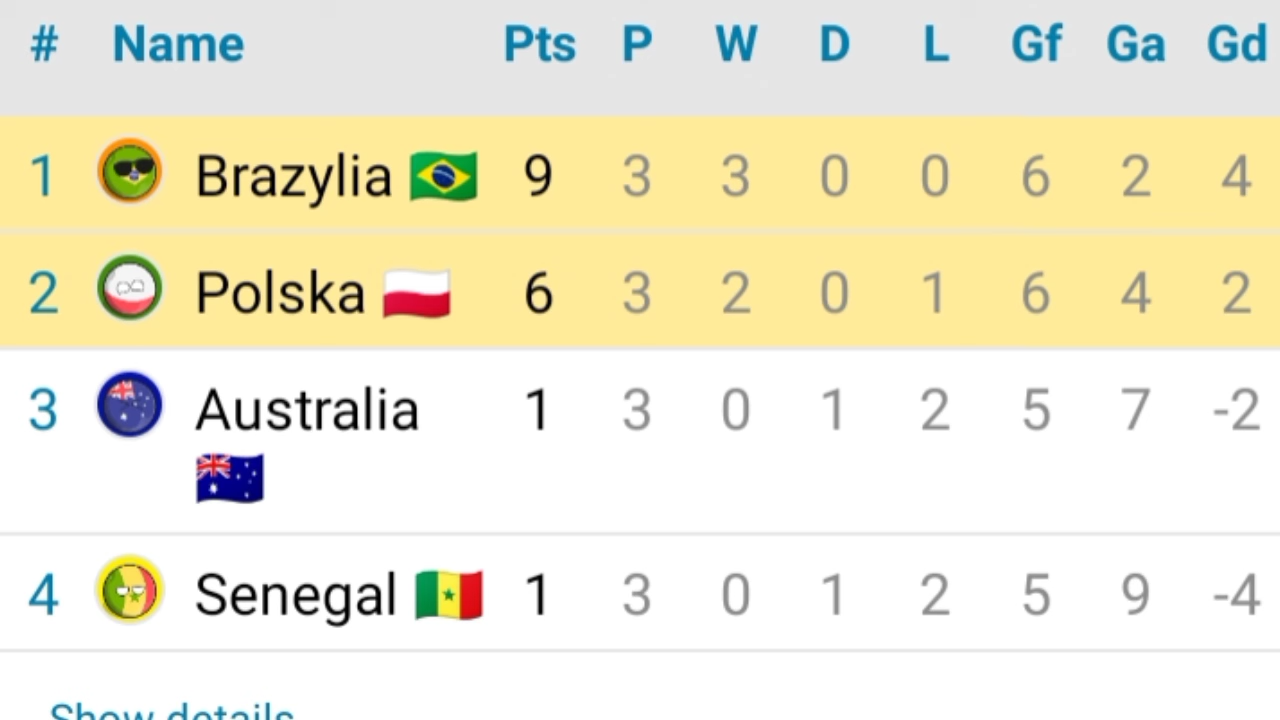 # Name Pts P W D L Gf Ga Gd
1 Brazylia 9 3 3 0 0 6 2 4
2 Polska 6 3 2 0 1 6 4 2
3 Australia 1 3 0 1 2 5 7 -2
4 Senegal 1 3 0 1 2 5 9 -4
Show details